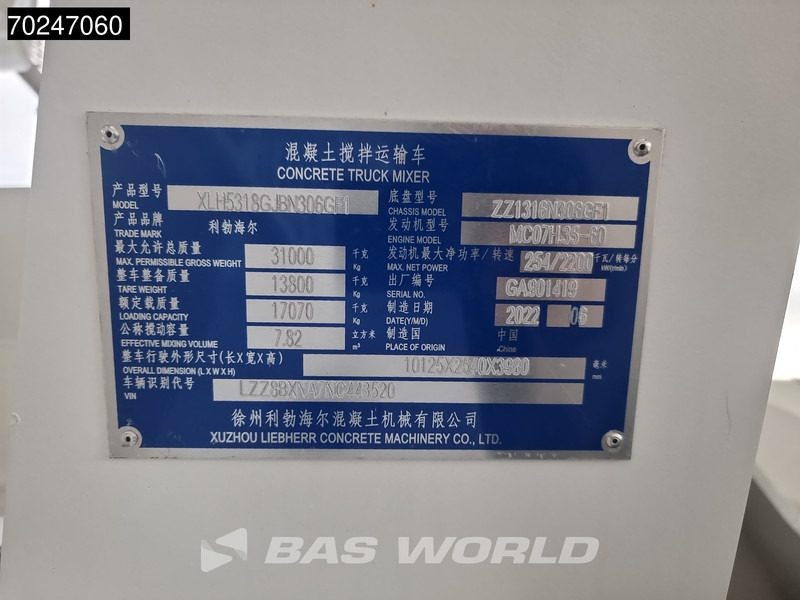 70247060
混凝土搅拌运输车
CONCRETE TRUCK MIXER
产品型号 XLH5318GJBN306GF1 底盘型号 ZZ1316N306GF1
MODEL CHASSIS MODEL
产品品牌 利勃海尔 发动机型号 MC07H.35-60
TRADE MARK ENGINE MODEL
最大允许总质量 31000 千克 发动机最大净功率/转速 254/2200 千瓦/转每分
MAX. PERMISSIBLE GROSS WEIGHT Kg MAX. NET POWER kW/(r/min)
整车整备质量 13800 千克 出厂编号 GA901419
TARE WEIGHT Kg SERIAL NO.
额定载质量 17070 千克 制造日期 2022 06
LOADING CAPACITY Kg DATE(Y/M/D)
公称搅动容量 7.82 立方米 制造国 中国
EFFECTIVE MIXING VOLUME m³ PLACE OF ORIGIN China
整车行驶外形尺寸(长X宽X高) 10125X2540X3980 毫米
OVERALL DIMENSION (L X W X H) mm
车辆识别代号 LZZ8BXNA7NC443520
VIN
徐州利勃海尔混凝土机械有限公司
XUZHOU LIEBHERR CONCRETE MACHINERY CO., LTD.
BAS WORLD